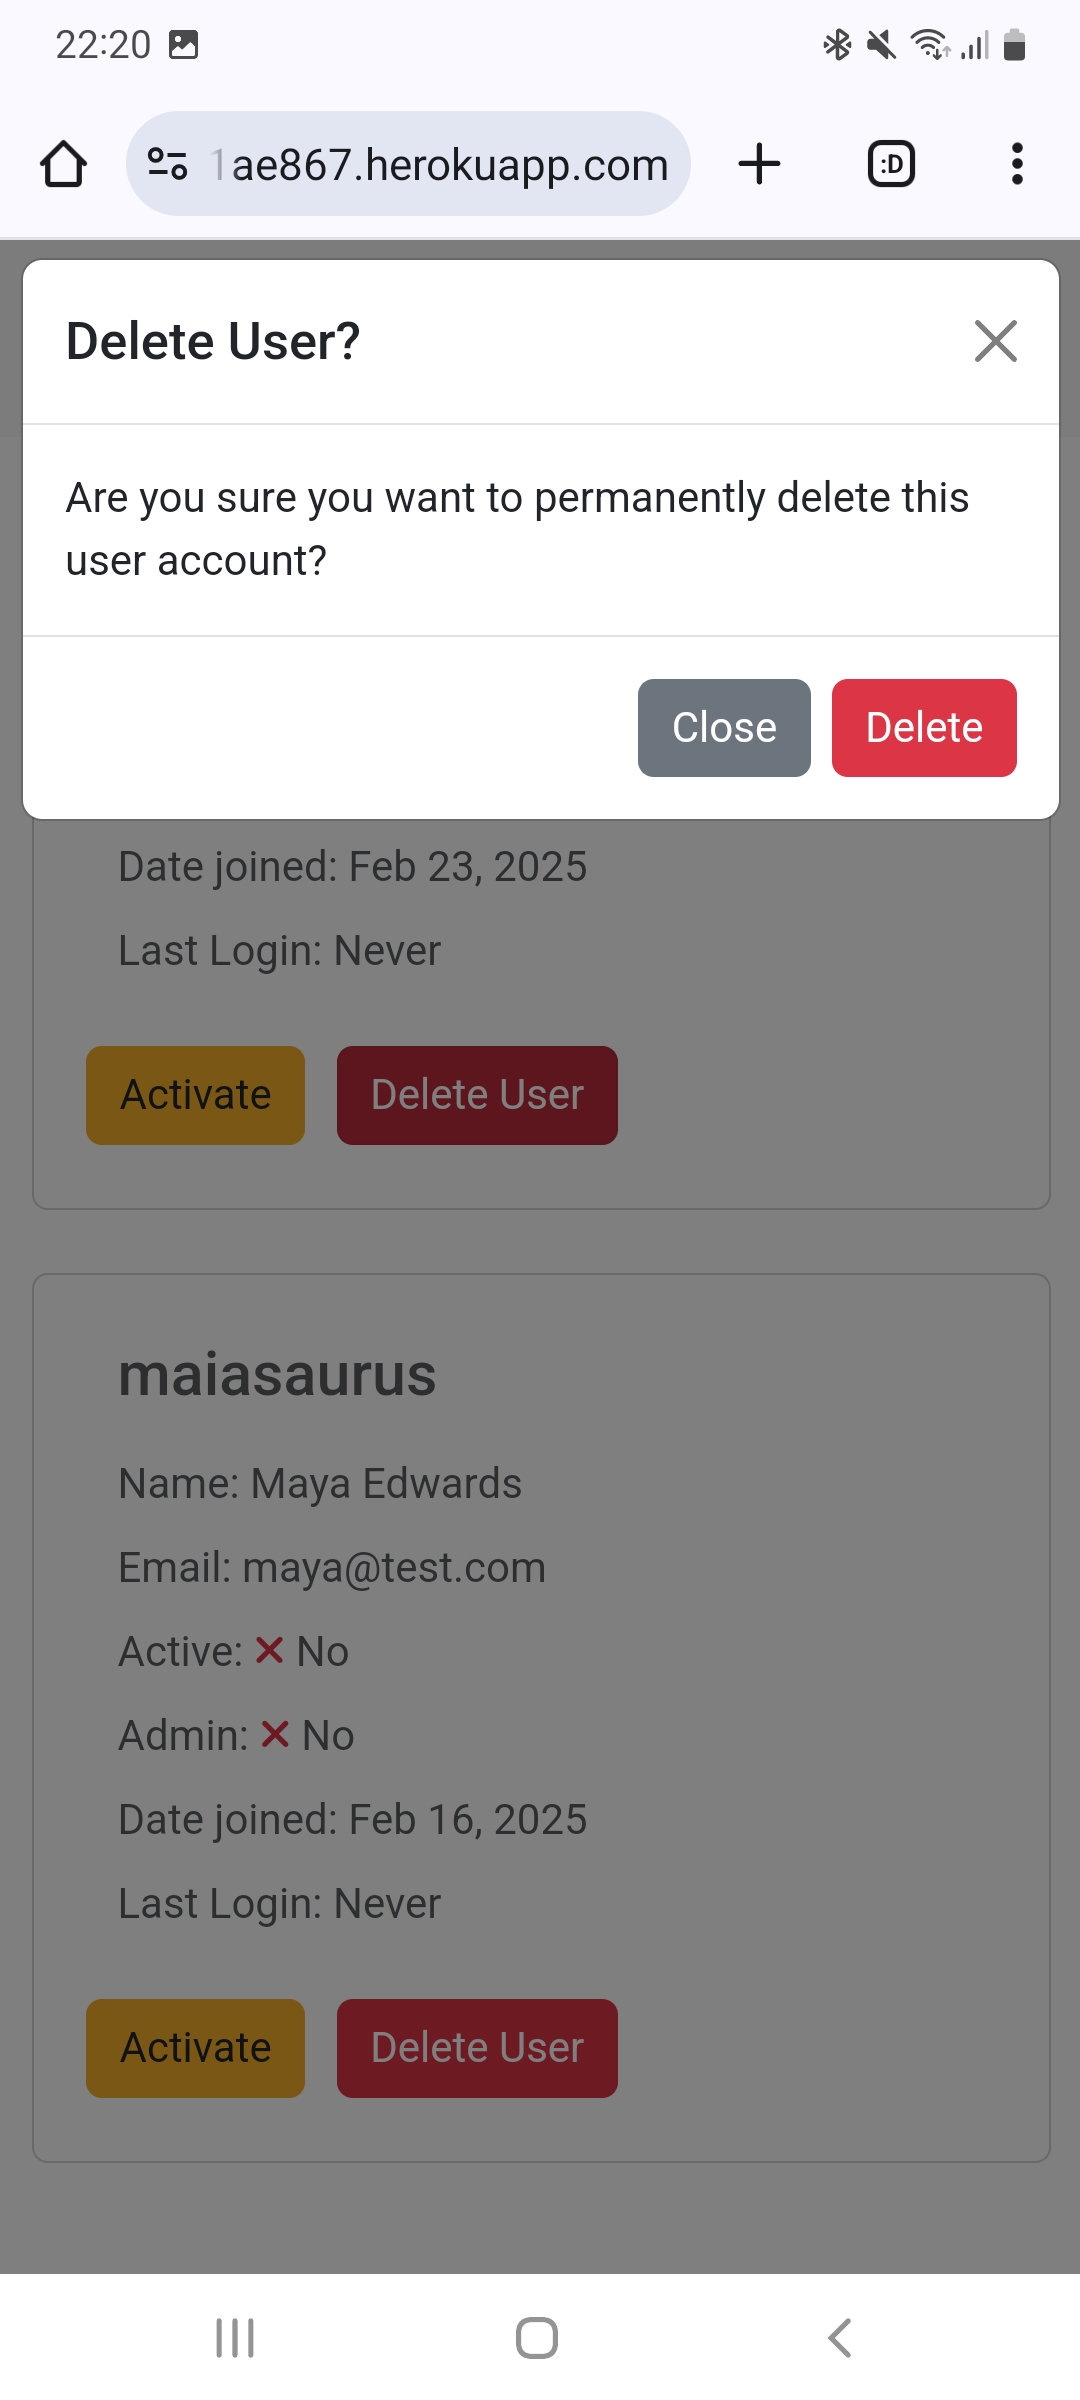 22:20
1ae867.herokuapp.com
:D
Delete User?
Are you sure you want to permanently delete this
user account?
Close Delete
Date joined: Feb 23, 2025
Last Login: Never
Activate Delete User
maiasaurus
Name: Maya Edwards
Email: maya@test.com
Active: ✕ No
Admin: ✕ No
Date joined: Feb 16, 2025
Last Login: Never
Activate Delete User